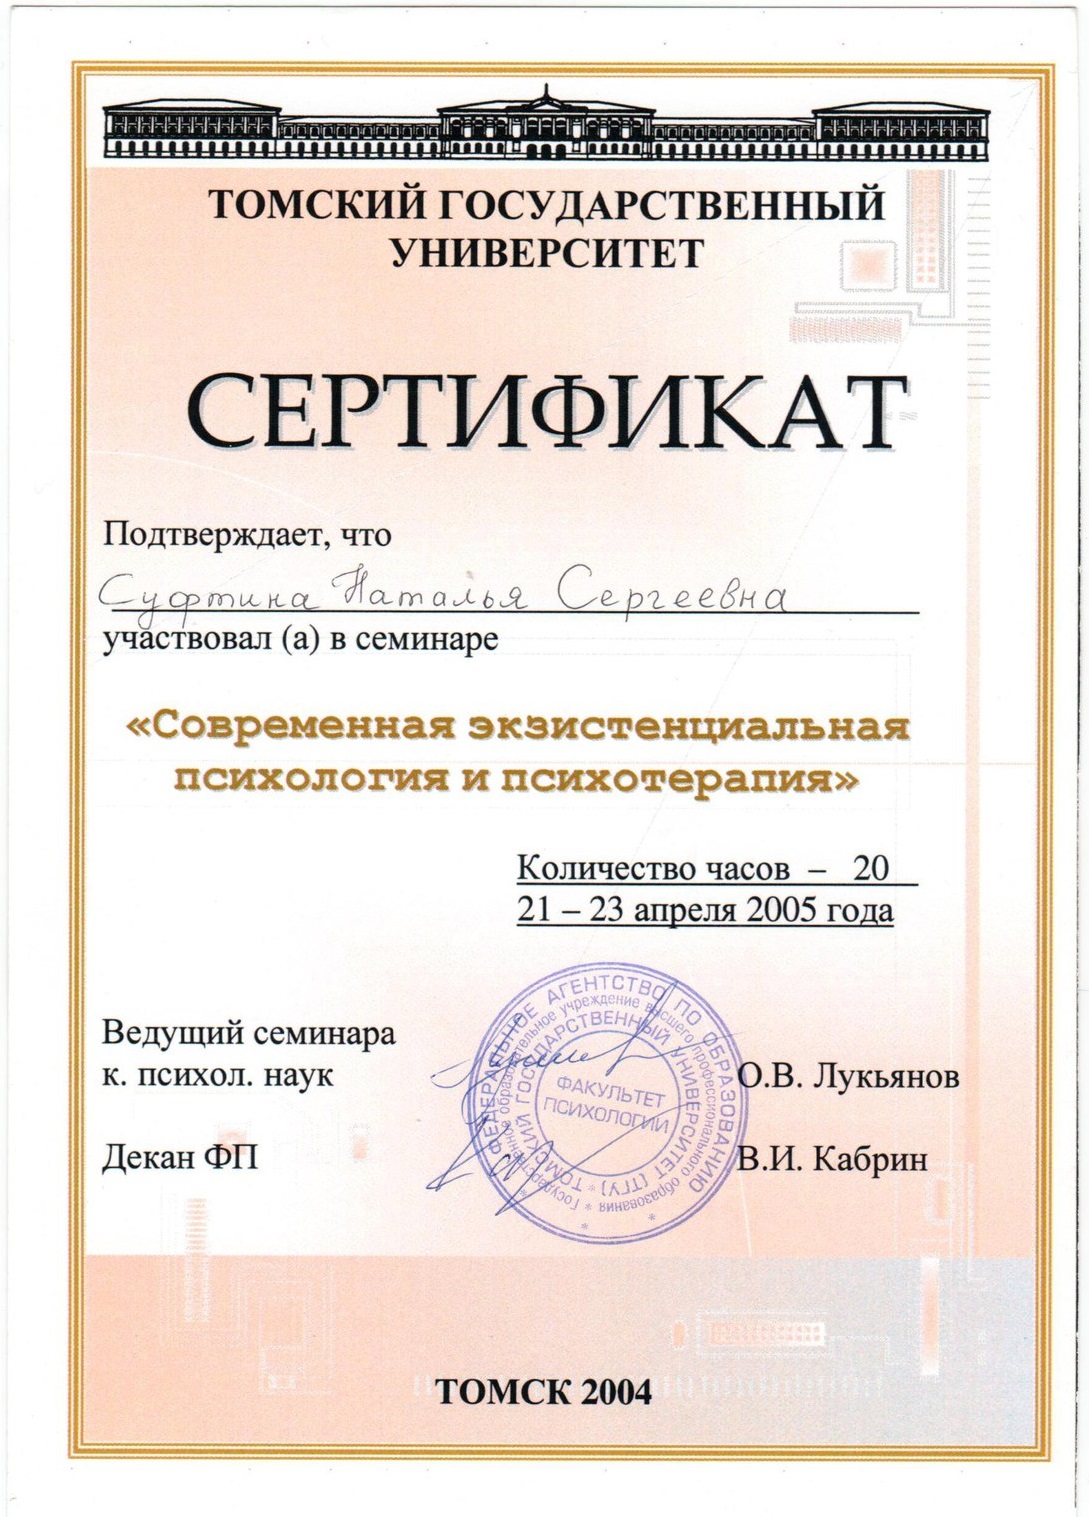 ТОМСКИЙ ГОСУДАРСТВЕННЫЙ
УНИВЕРСИТЕТ
СЕРТИФИКАТ
Подтверждает, что
Суфтина Наталья Сергеевна
участвовал (а) в семинаре
«Современная экзистенциальная
психология и психотерапия»
Количество часов – 20
21 – 23 апреля 2005 года
Ведущий семинара
к. психол. наук
О.В. Лукьянов
Декан ФП
В.И. Кабрин
ФЕДЕРАЛЬНОЕ АГЕНТСТВО ПО ОБРАЗОВАНИЮ
Государственное образовательное учреждение высшего профессионального образования
ТОМСКИЙ ГОСУДАРСТВЕННЫЙ УНИВЕРСИТЕТ (ТГУ)
ФАКУЛЬТЕТ
ПСИХОЛОГИИ
ТОМСК 2004